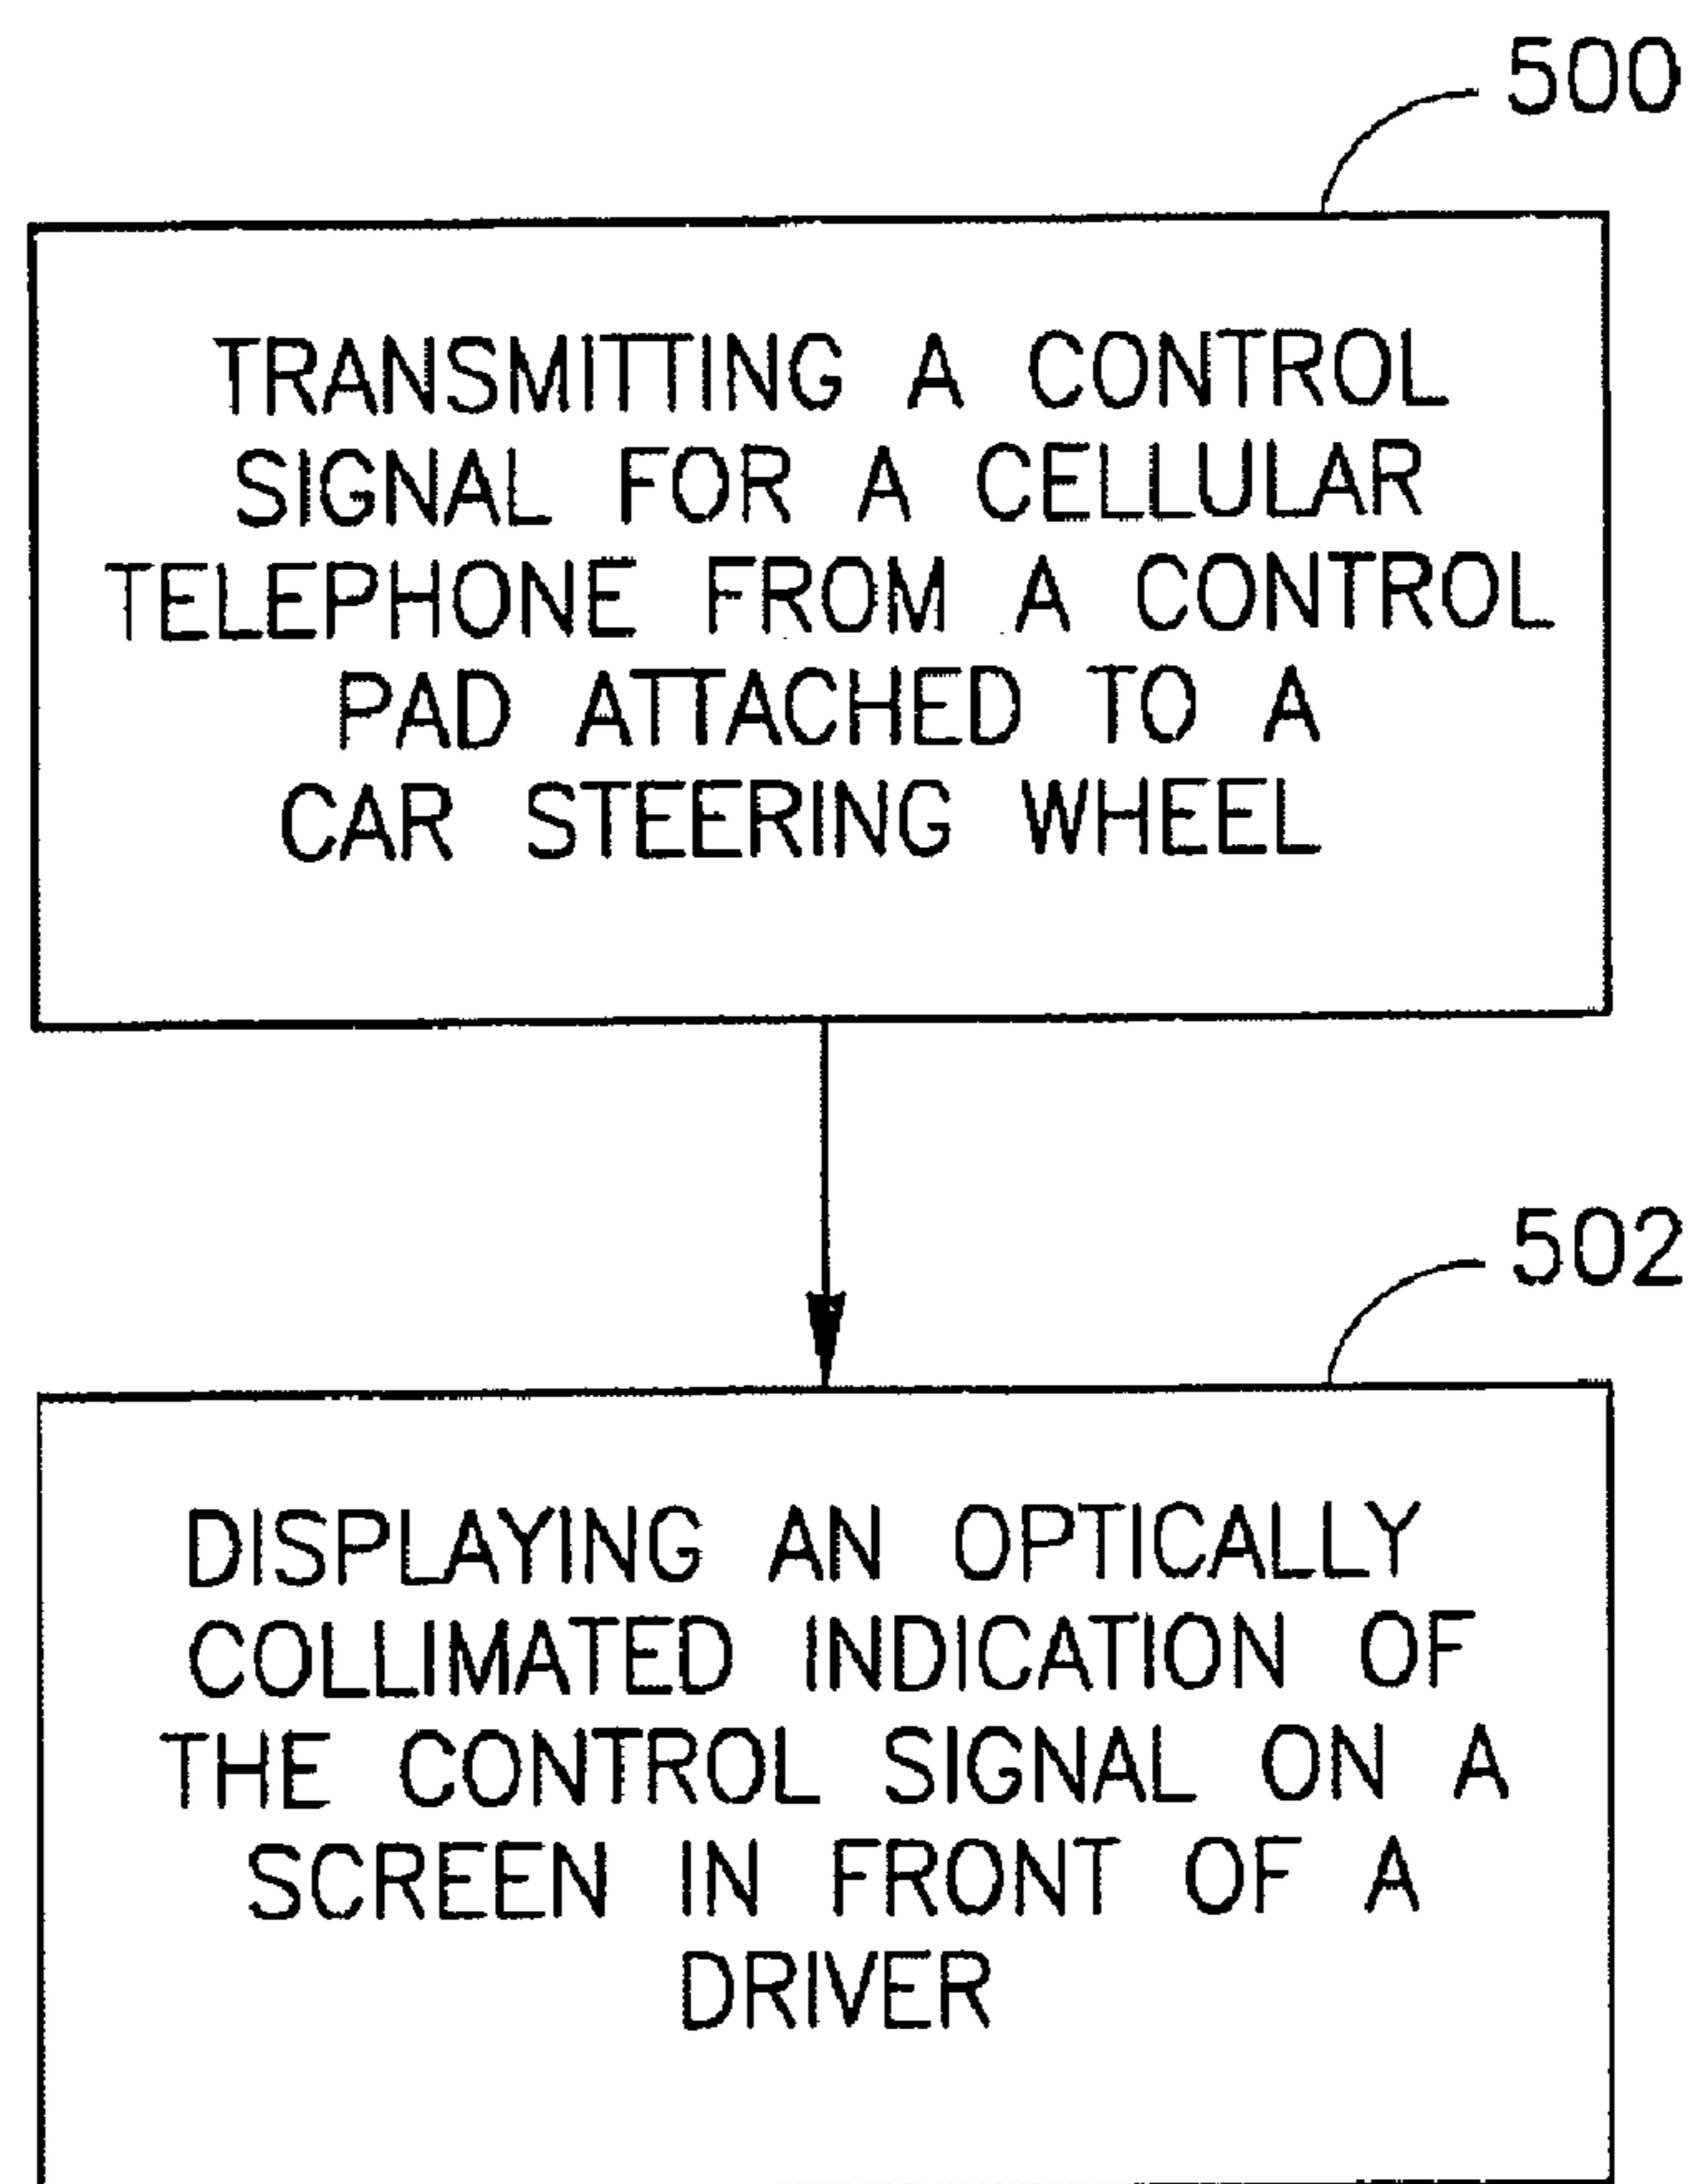 500
TRANSMITTING A CONTROL
SIGNAL FOR A CELLULAR
TELEPHONE FROM A CONTROL
PAD ATTACHED TO A
CAR STEERING WHEEL
502
DISPLAYING AN OPTICALLY
COLLIMATED INDICATION OF
THE CONTROL SIGNAL ON A
SCREEN IN FRONT OF A
DRIVER